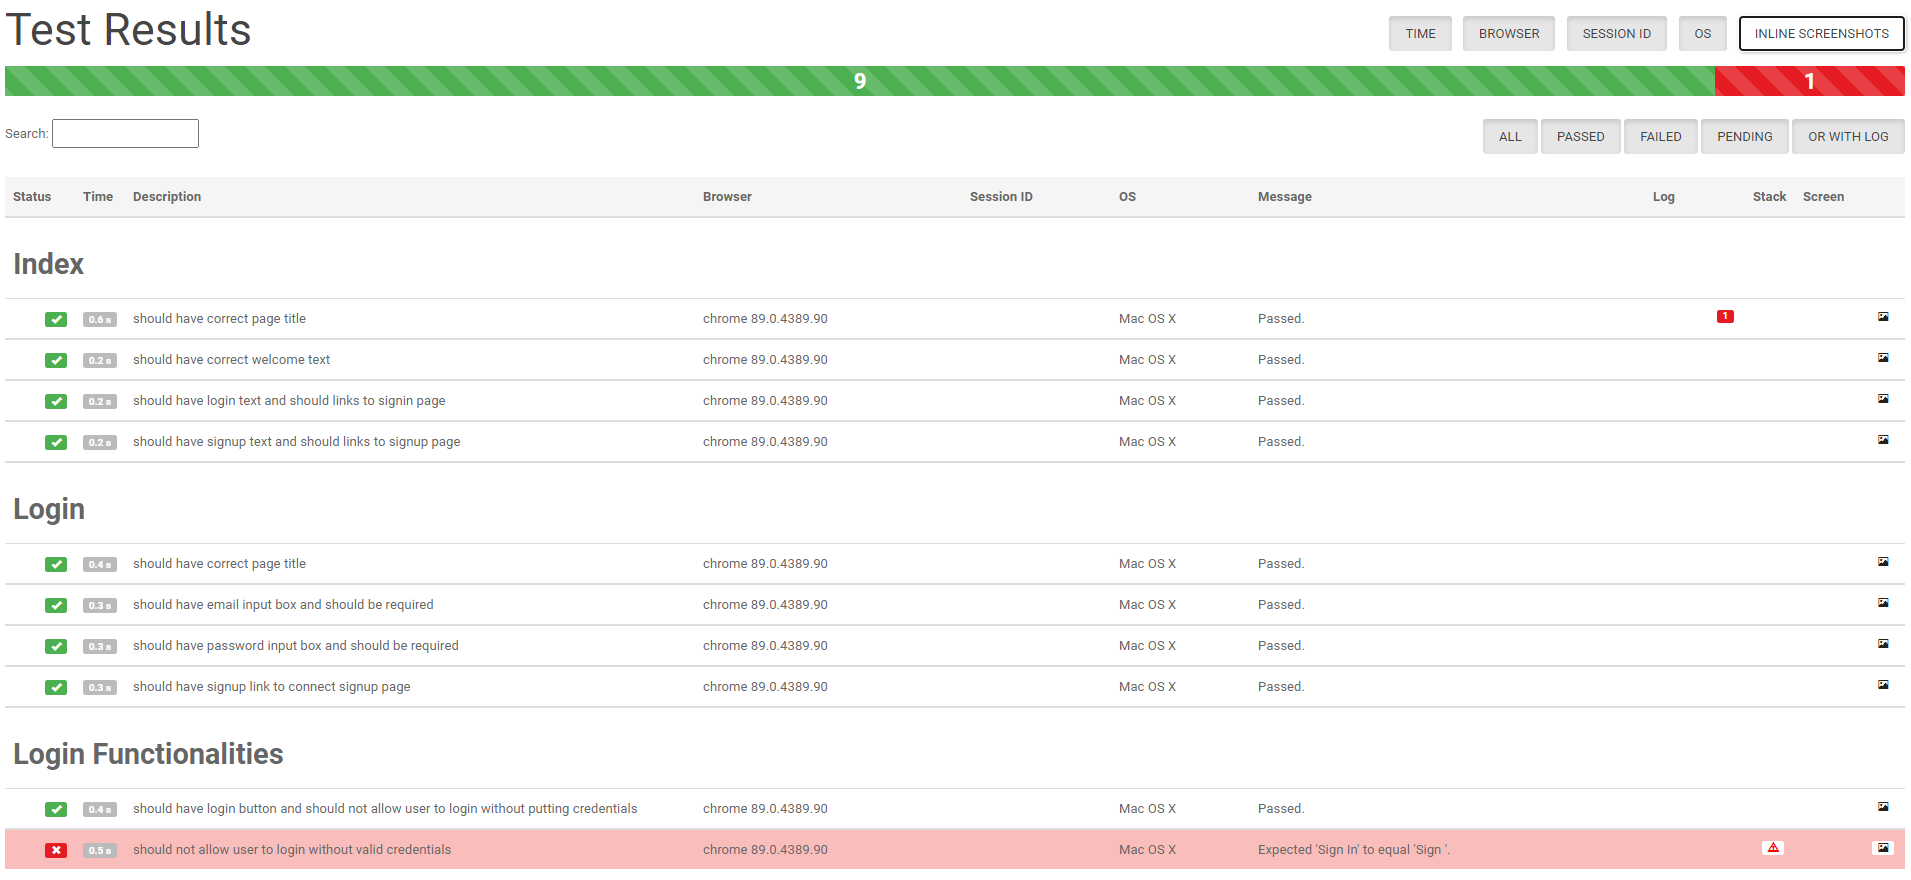 Test Results
TIME BROWSER SESSION ID OS INLINE SCREENSHOTS
9 1
Search:
ALL PASSED FAILED PENDING OR WITH LOG
Status Time Description Browser Session ID OS Message Log Stack Screen
Index
0.6 s should have correct page title chrome 89.0.4389.90 Mac OS X Passed. 1
0.2 s should have correct welcome text chrome 89.0.4389.90 Mac OS X Passed.
0.2 s should have login text and should links to signin page chrome 89.0.4389.90 Mac OS X Passed.
0.2 s should have signup text and should links to signup page chrome 89.0.4389.90 Mac OS X Passed.
Login
0.4 s should have correct page title chrome 89.0.4389.90 Mac OS X Passed.
0.3 s should have email input box and should be required chrome 89.0.4389.90 Mac OS X Passed.
0.3 s should have password input box and should be required chrome 89.0.4389.90 Mac OS X Passed.
0.3 s should have signup link to connect signup page chrome 89.0.4389.90 Mac OS X Passed.
Login Functionalities
0.4 s should have login button and should not allow user to login without putting credentials chrome 89.0.4389.90 Mac OS X Passed.
0.5 s should not allow user to login without valid credentials chrome 89.0.4389.90 Mac OS X Expected 'Sign In' to equal 'Sign '.